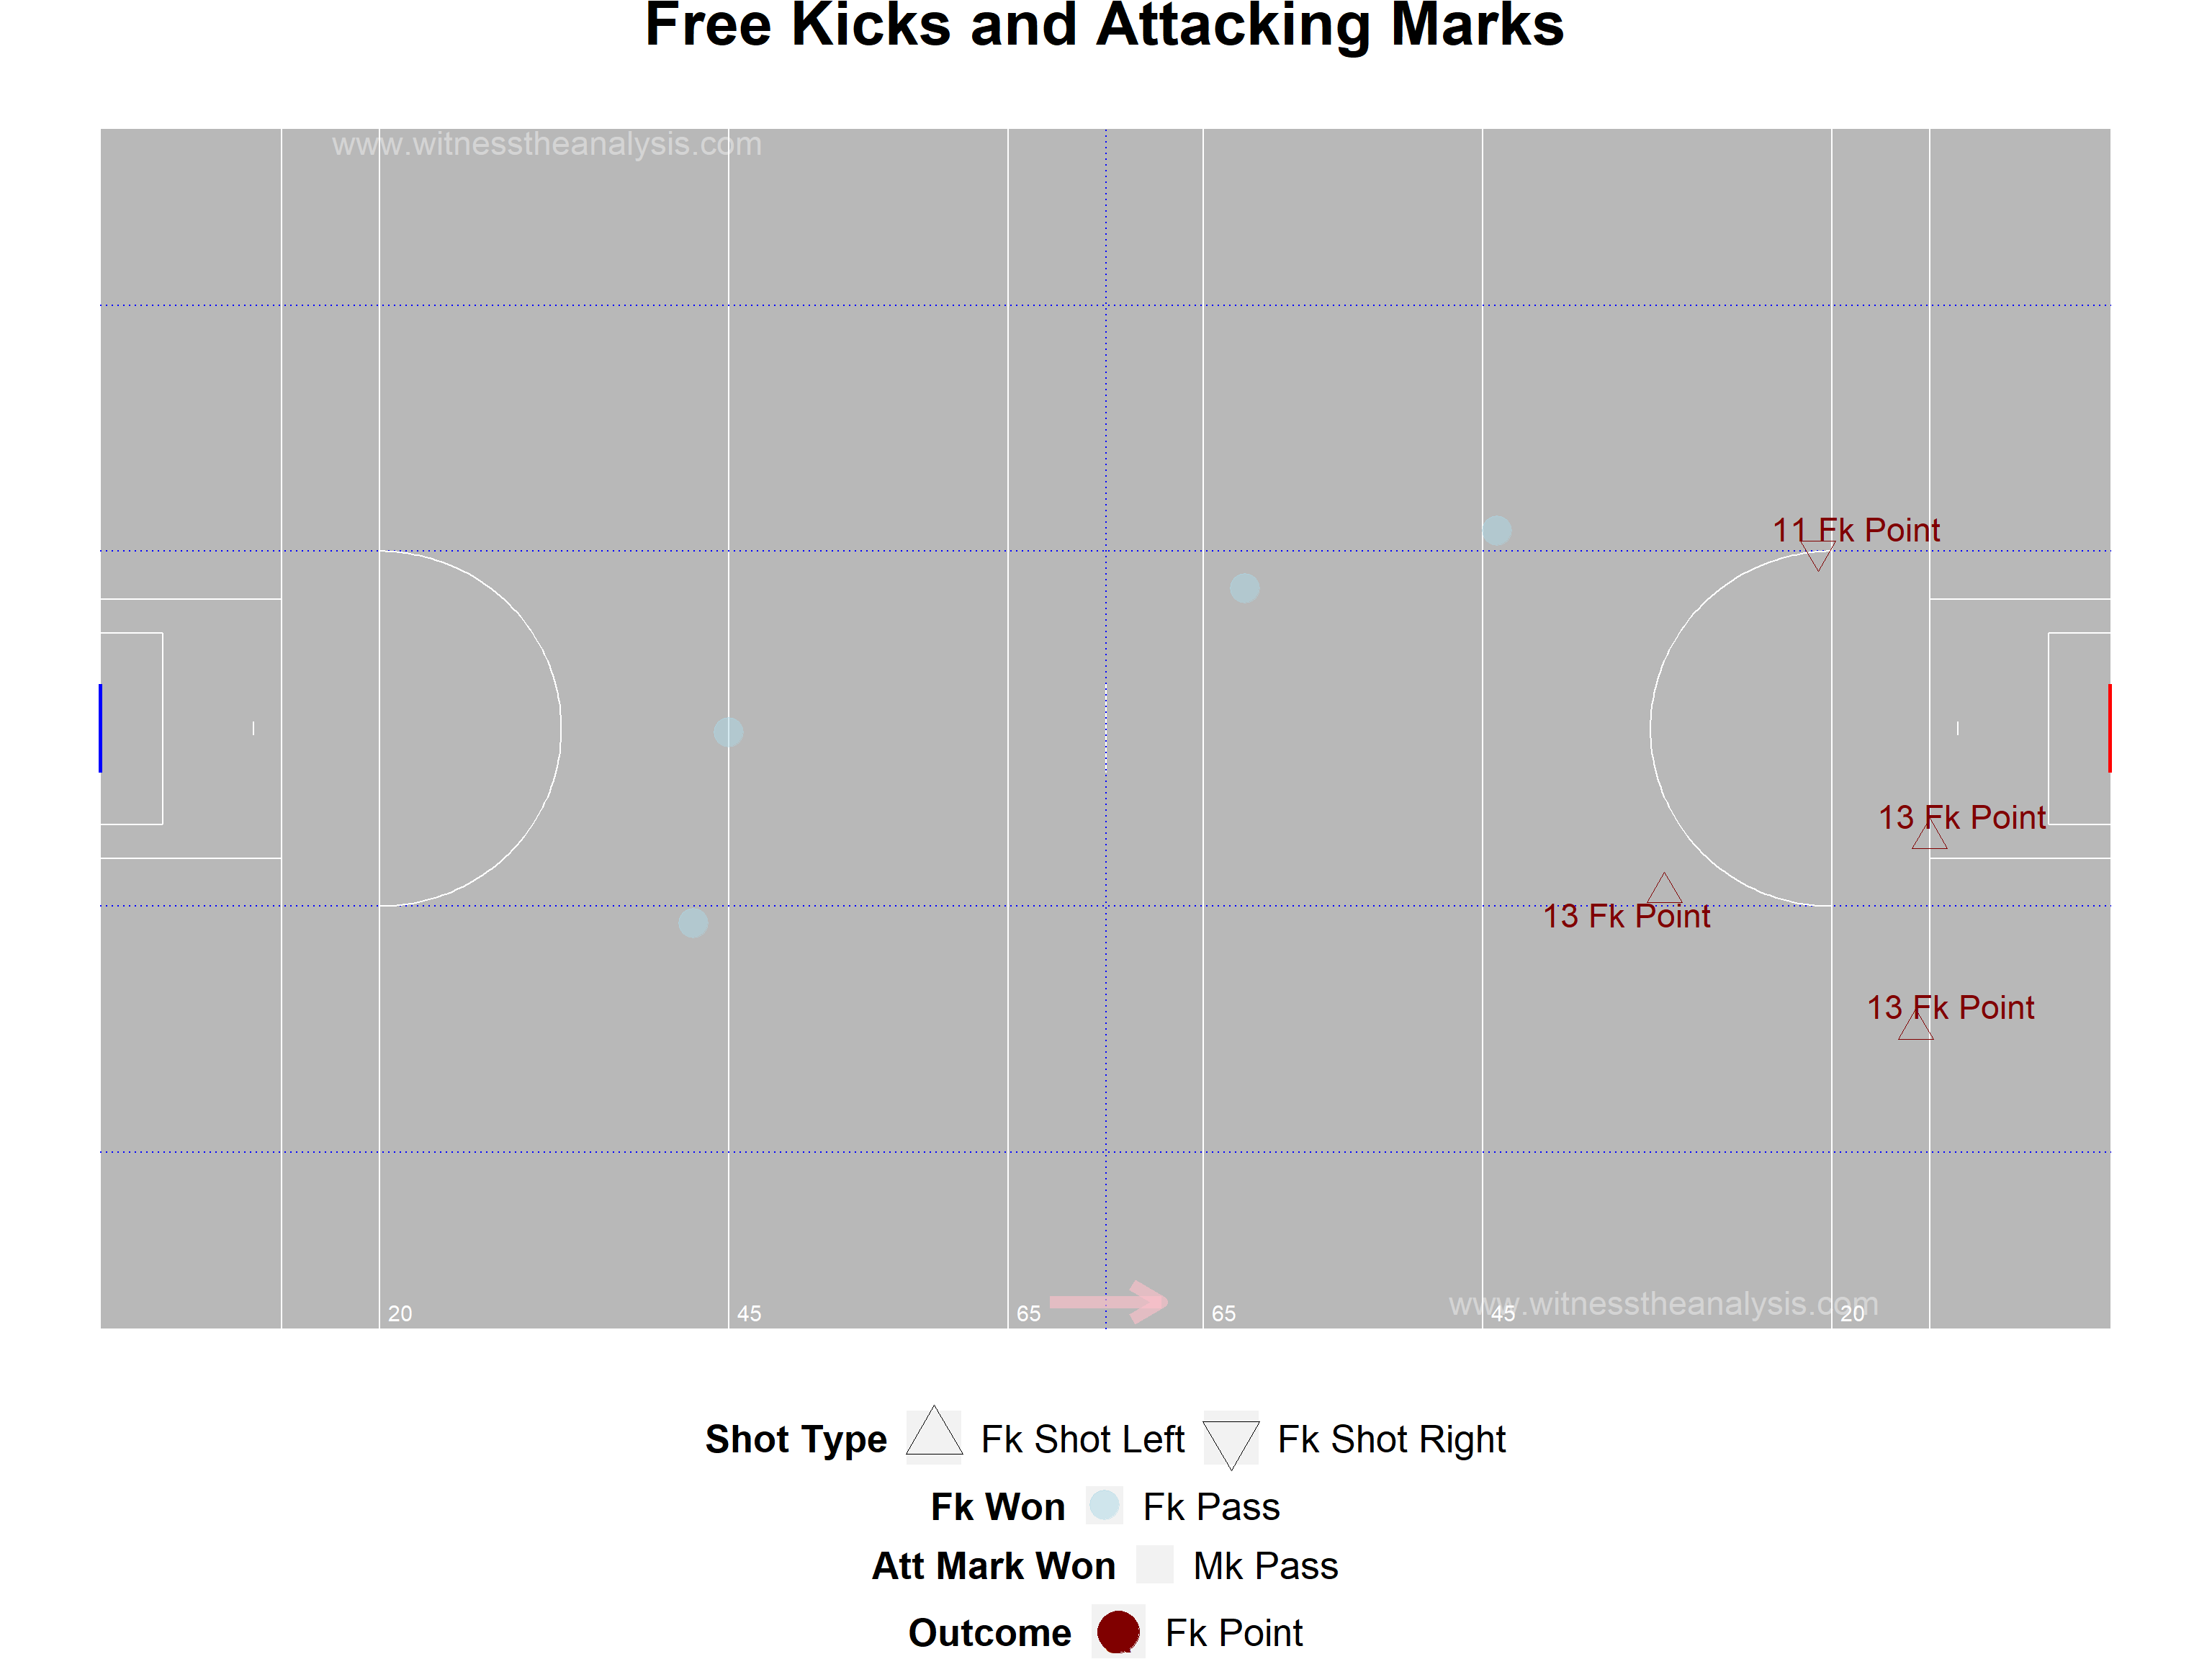 Free Kicks and Attacking Marks
www.witnesstheanalysis.com
11 Fk Point
13 Fk Point
13 Fk Point
13 Fk Point
www.witnesstheanalysis.com
20 45 65 65 45 20
Shot Type Fk Shot Left Fk Shot Right
Fk Won Fk Pass
Att Mark Won Mk Pass
Outcome Fk Point